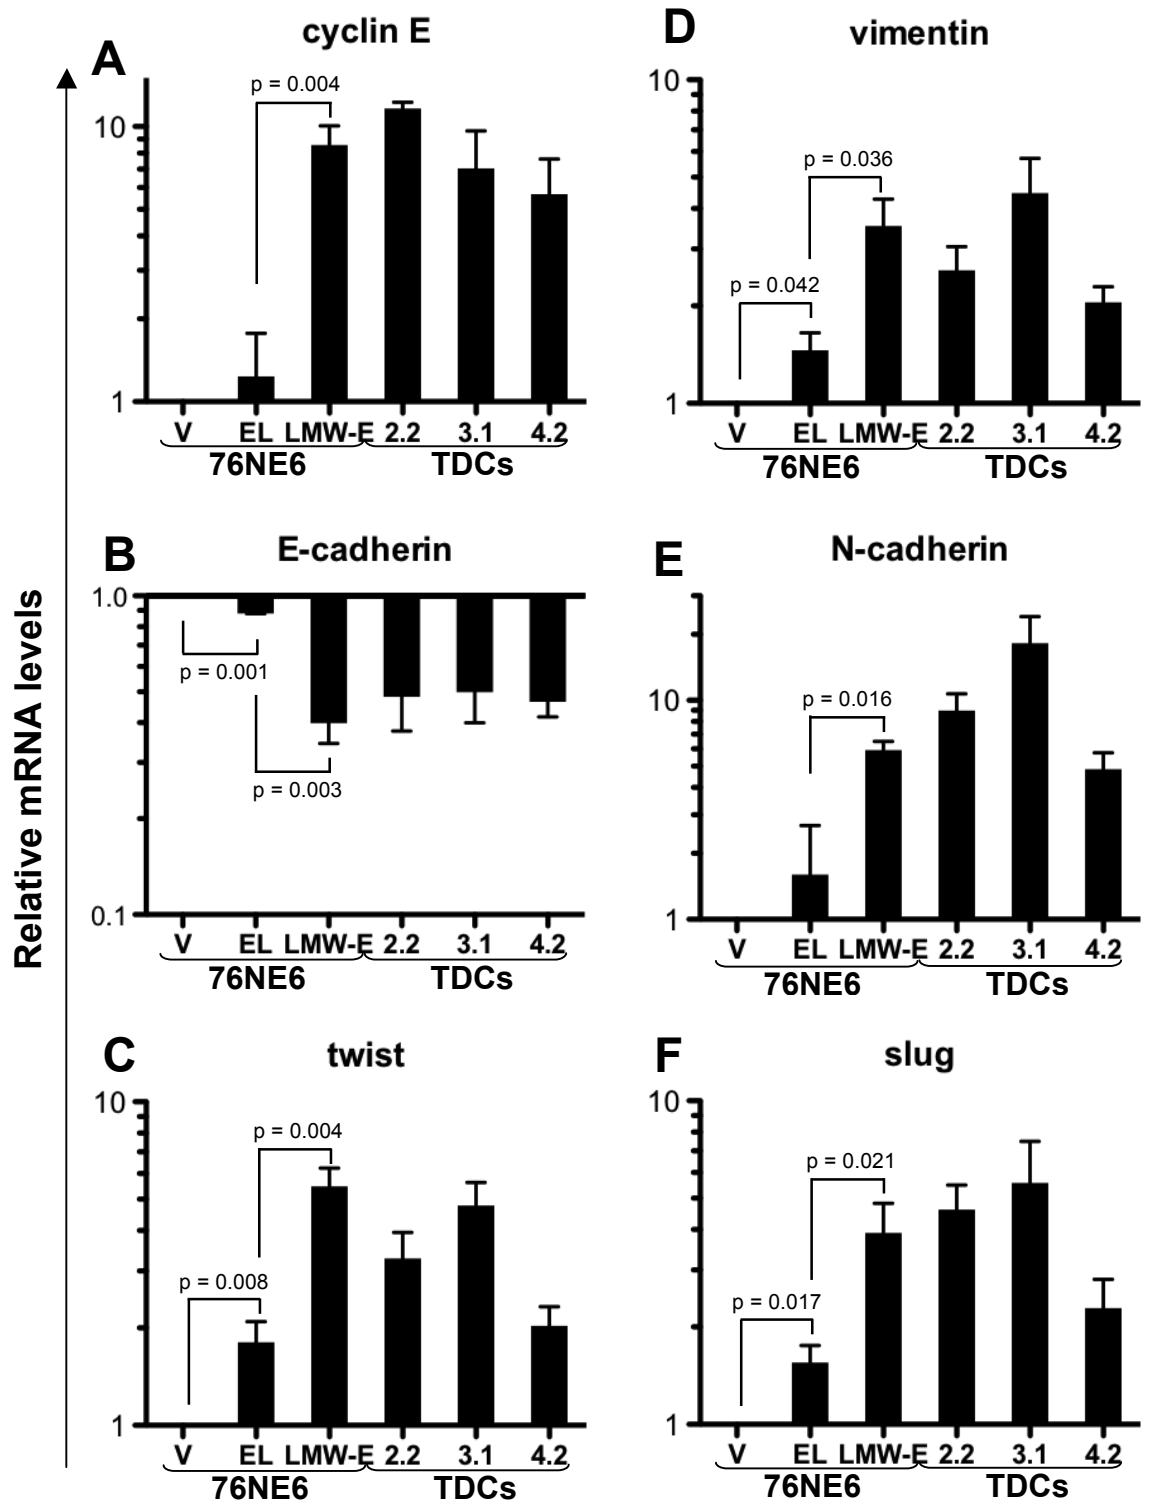 Relative mRNA levels
A
cyclin E
10
1
p = 0.004
V EL LMW-E 2.2 3.1 4.2
76NE6 TDCs
B
E-cadherin
1.0
0.1
p = 0.001
p = 0.003
V EL LMW-E 2.2 3.1 4.2
76NE6 TDCs
C
twist
10
1
p = 0.004
p = 0.008
V EL LMW-E 2.2 3.1 4.2
76NE6 TDCs
D
vimentin
10
1
p = 0.036
p = 0.042
V EL LMW-E 2.2 3.1 4.2
76NE6 TDCs
E
N-cadherin
10
1
p = 0.016
V EL LMW-E 2.2 3.1 4.2
76NE6 TDCs
F
slug
10
1
p = 0.021
p = 0.017
V EL LMW-E 2.2 3.1 4.2
76NE6 TDCs